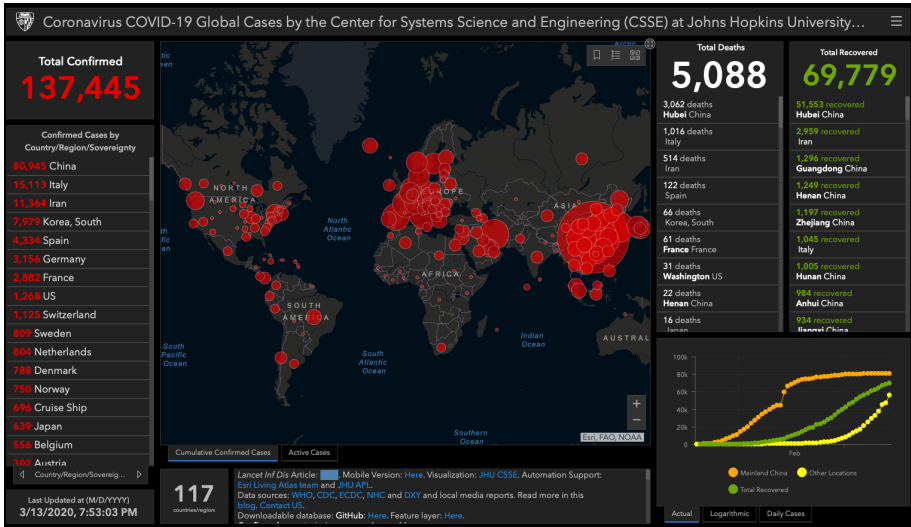 Coronavirus COVID-19 Global Cases by the Center for Systems Science and Engineering (CSSE) at Johns Hopkins University…
Total Confirmed
137,445
Confirmed Cases by
Country/Region/Sovereignty
80,945 China
15,113 Italy
11,364 Iran
7,979 Korea, South
4,334 Spain
3,156 Germany
2,882 France
1,268 US
1,125 Switzerland
809 Sweden
804 Netherlands
788 Denmark
750 Norway
696 Cruise Ship
639 Japan
556 Belgium
302 Austria
Country/Region/Sovereig…
Last Updated at (M/D/YYYY)
3/13/2020, 7:53:03 PM
Arctic
NORTH
AMERICA
EUROPE
ASIA
North
Atlantic
Ocean
AFRICA
SOUTH
AMERICA
Indian
Ocean
AUSTRAL
South
Pacific
Ocean
South
Atlantic
Ocean
Southern
Ocean
+
−
Esri, FAO, NOAA
Cumulative Confirmed Cases
Active Cases
117
countries/region
Lancet Inf Dis Article: . Mobile Version: Here. Visualization: JHU CSSE. Automation Support:
Esri Living Atlas team and JHU APL.
Data sources: WHO, CDC, ECDC, NHC and DXY and local media reports. Read more in this
blog. Contact US.
Downloadable database: GitHub: Here. Feature layer: Here.
Total Deaths
5,088
3,062 deaths
Hubei China
1,016 deaths
Italy
514 deaths
Iran
122 deaths
Spain
66 deaths
Korea, South
61 deaths
France France
31 deaths
Washington US
22 deaths
Henan China
16 deaths
Japan
Total Recovered
69,779
51,553 recovered
Hubei China
2,959 recovered
Iran
1,296 recovered
Guangdong China
1,249 recovered
Henan China
1,197 recovered
Zhejiang China
1,045 recovered
Italy
1,005 recovered
Hunan China
984 recovered
Anhui China
934 recovered
Jiangxi China
100k
80k
60k
40k
20k
0
Feb
Mainland China
Other Locations
Total Recovered
Actual
Logarithmic
Daily Cases